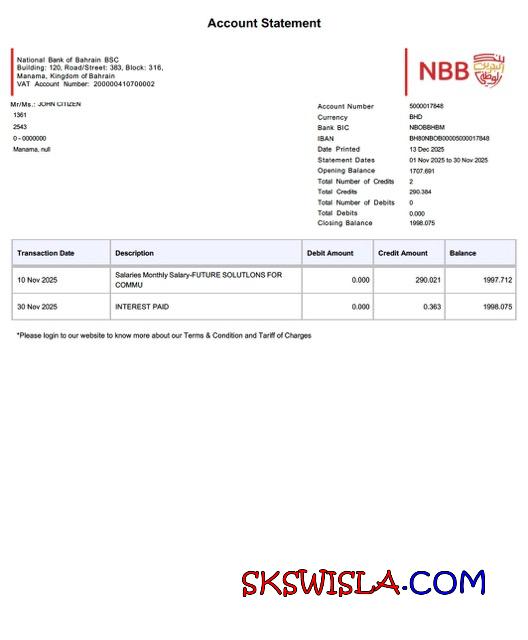 Account Statement
National Bank of Bahrain BSC
Building: 120, Road/Street: 383, Block: 316,
Manama, Kingdom of Bahrain
VAT Account Number: 200000410700002
NBB
Mr/Ms.: JOHN CITIZEN
1361
2543
0 - 0000000
Manama, null
Account Number 5000017848
Currency BHD
Bank BIC NBOBBHBM
IBAN BH80NBOB00005000017848
Date Printed 13 Dec 2025
Statement Dates 01 Nov 2025 to 30 Nov 2025
Opening Balance 1707.691
Total Number of Credits 2
Total Credits 290.384
Total Number of Debits 0
Total Debits 0.000
Closing Balance 1998.075
Transaction Date Description Debit Amount Credit Amount Balance
10 Nov 2025 Salaries Monthly Salary-FUTURE SOLUTLONS FOR
COMMU 0.000 290.021 1997.712
30 Nov 2025 INTEREST PAID 0.000 0.363 1998.075
*Please login to our website to know more about our Terms & Condition and Tariff of Charges
SKSWISLA.COM